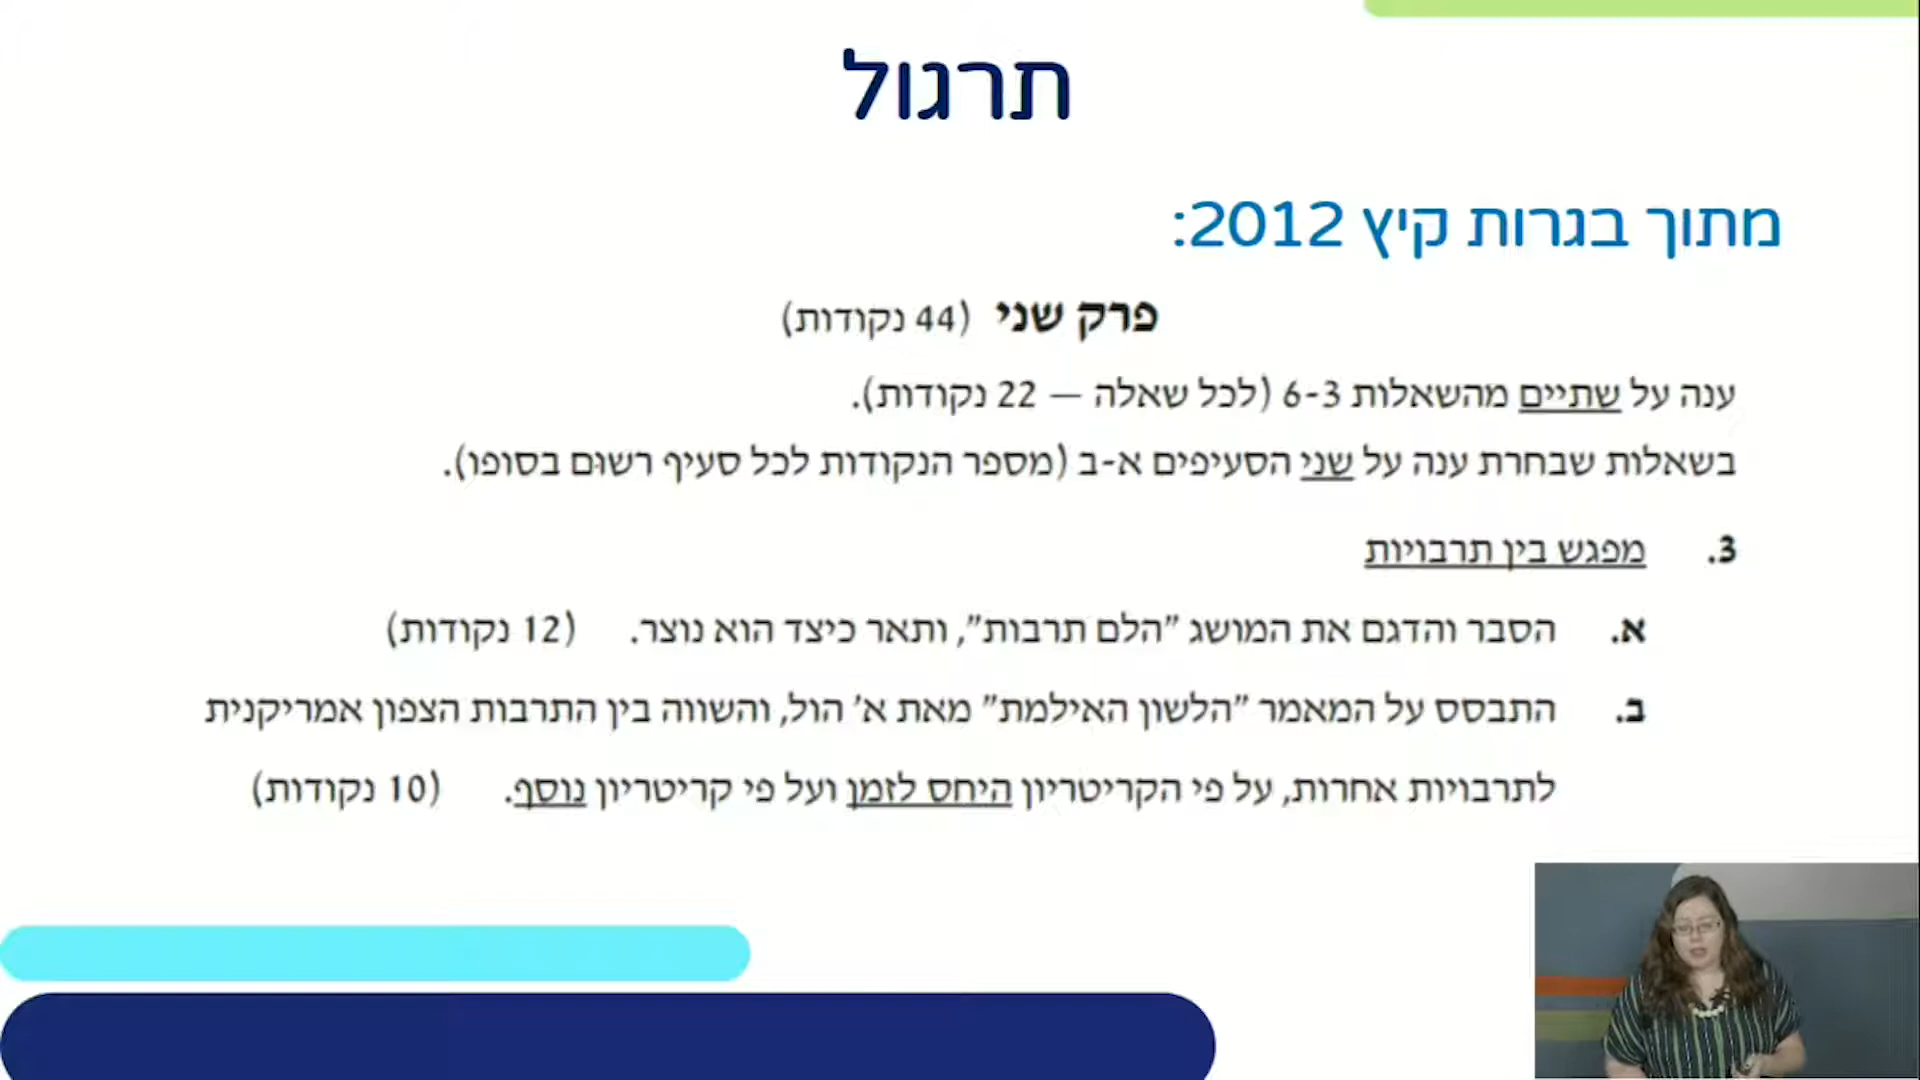 תרגול
מתוך בגרות קיץ 2012:
פרק שני (44 נקודות)
ענה על שתיים מהשאלות 6-3 (לכל שאלה — 22 נקודות).
בשאלות שבחרת ענה על שני הסעיפים א-ב (מספר הנקודות לכל סעיף רשוּם בסופו).
3. מפגש בין תרבויות
א. הסבר והדגם את המושג "הלם תרבות", ותאר כיצד הוא נוצר. (12 נקודות)
ב. התבסס על המאמר "הלשון האילמת" מאת א' הול, והשווה בין התרבות הצפון אמריקנית
לתרבויות אחרות, על פי הקריטריון היחס לזמן ועל פי קריטריון נוסף. (10 נקודות)